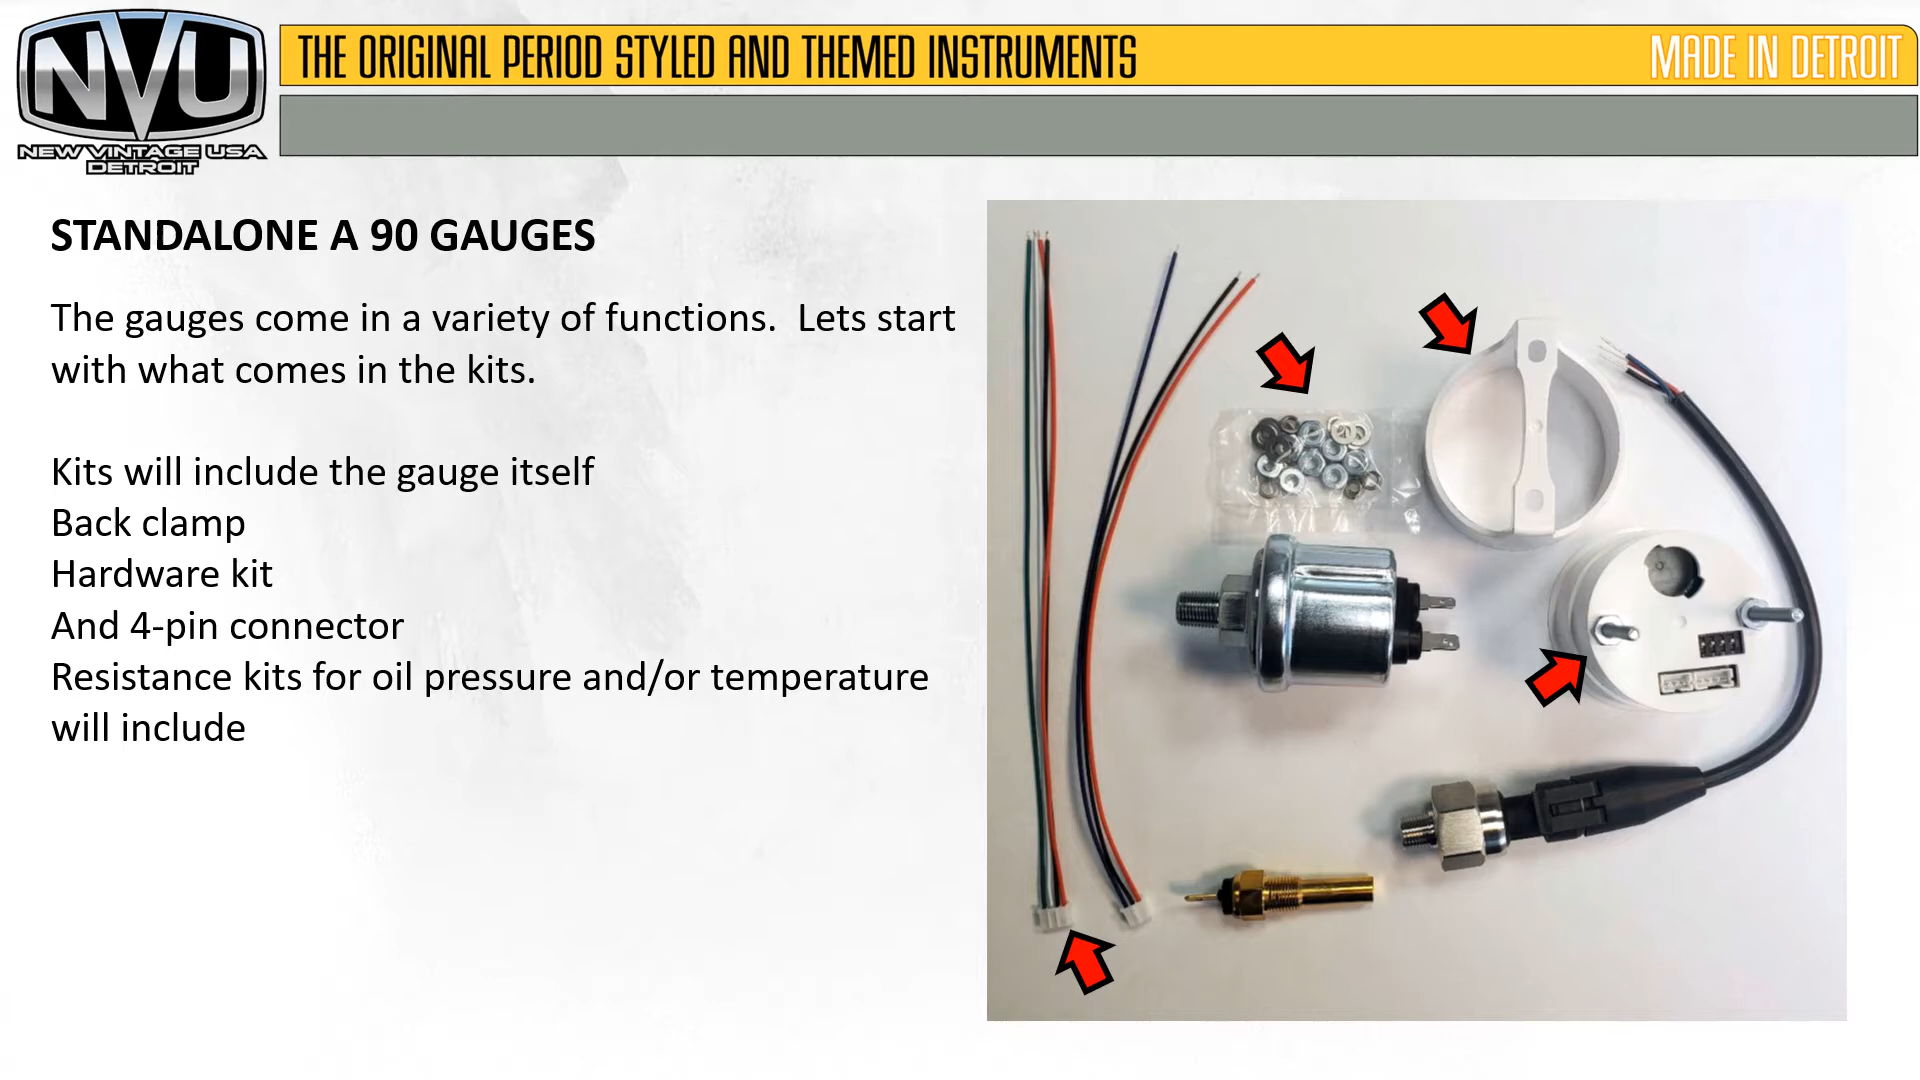 NVU
NEW VINTAGE USA
DETROIT
THE ORIGINAL PERIOD STYLED AND THEMED INSTRUMENTS
MADE IN DETROIT
STANDALONE A 90 GAUGES
The gauges come in a variety of functions.  Lets start
with what comes in the kits.
Kits will include the gauge itself
Back clamp
Hardware kit
And 4-pin connector
Resistance kits for oil pressure and/or temperature
will include